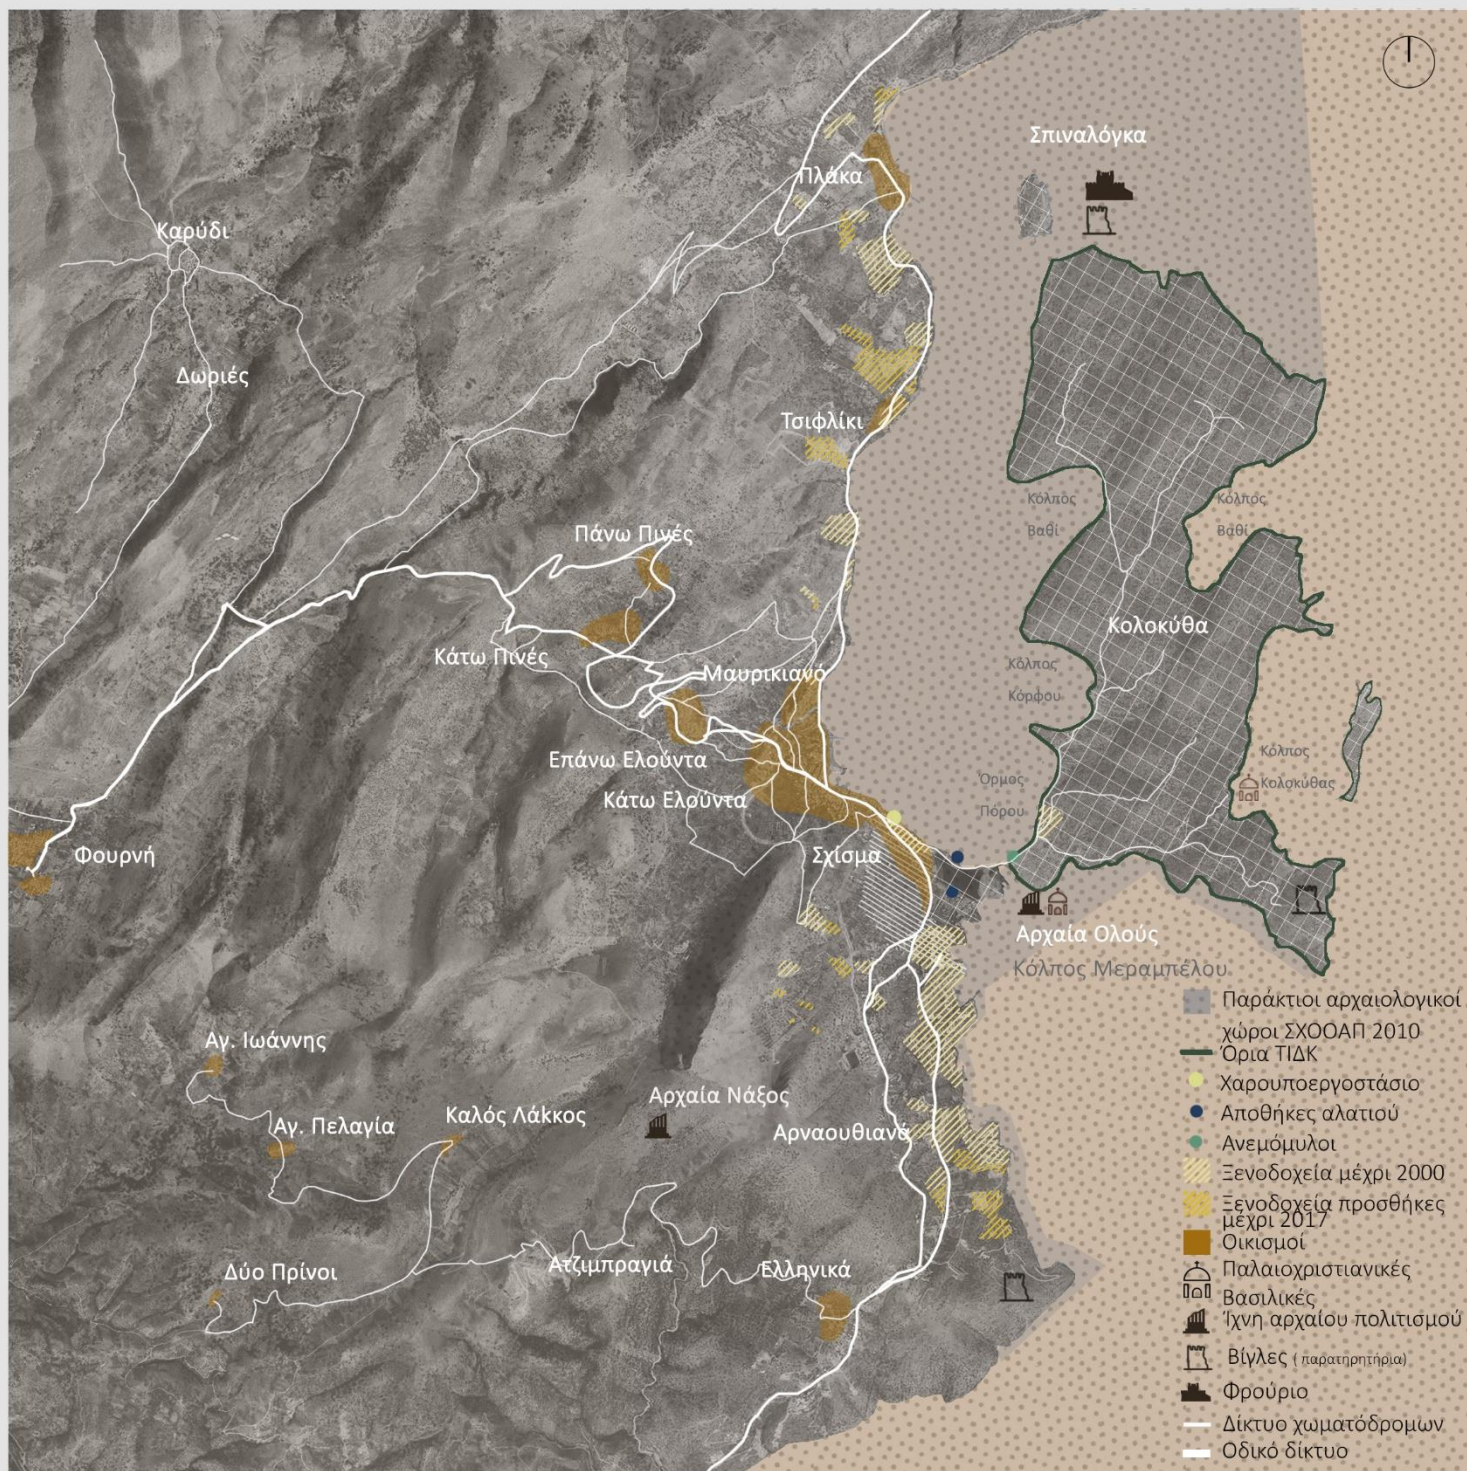 Σπιναλόγκα
Πλάκα
Καρύδι
Δωριές
Τσιφλίκι
Κόλπος
Βαθί
Κόλπος
Βαθί
Πάνω Πινές
Κολοκύθα
Κάτω Πινές
Κόλπος
Κόρφου
Μαυρικιανό
Επάνω Ελούντα
Κόλπος
Κολοκύθας
Όρμος
Πόρου
Κάτω Ελούντα
Φουρνή
Σχίσμα
Αρχαία Ολούς
Κόλπος Μεραμπέλου
Αγ. Ιωάννης
Αρχαία Νάξος
Καλός Λάκκος
Αγ. Πελαγία
Αρναουθιανά
Ατζιμπραγιά
Ελληνικά
Δύο Πρίνοι
Παράκτιοι αρχαιολογικοί
χώροι ΣΧΟΟΑΠ 2010
Όρια ΤΙΔΚ
Χαρουποεργοστάσιο
Αποθήκες αλατιού
Ανεμόμυλοι
Ξενοδοχεία μέχρι 2000
Ξενοδοχεία προσθήκες
μέχρι 2017
Οικισμοί
Παλαιοχριστιανικές
Βασιλικές
Ίχνη αρχαίου πολιτισμού
Βίγλες ( παρατηρητήρια)
Φρούριο
Δίκτυο χωματόδρομων
Οδικό δίκτυο